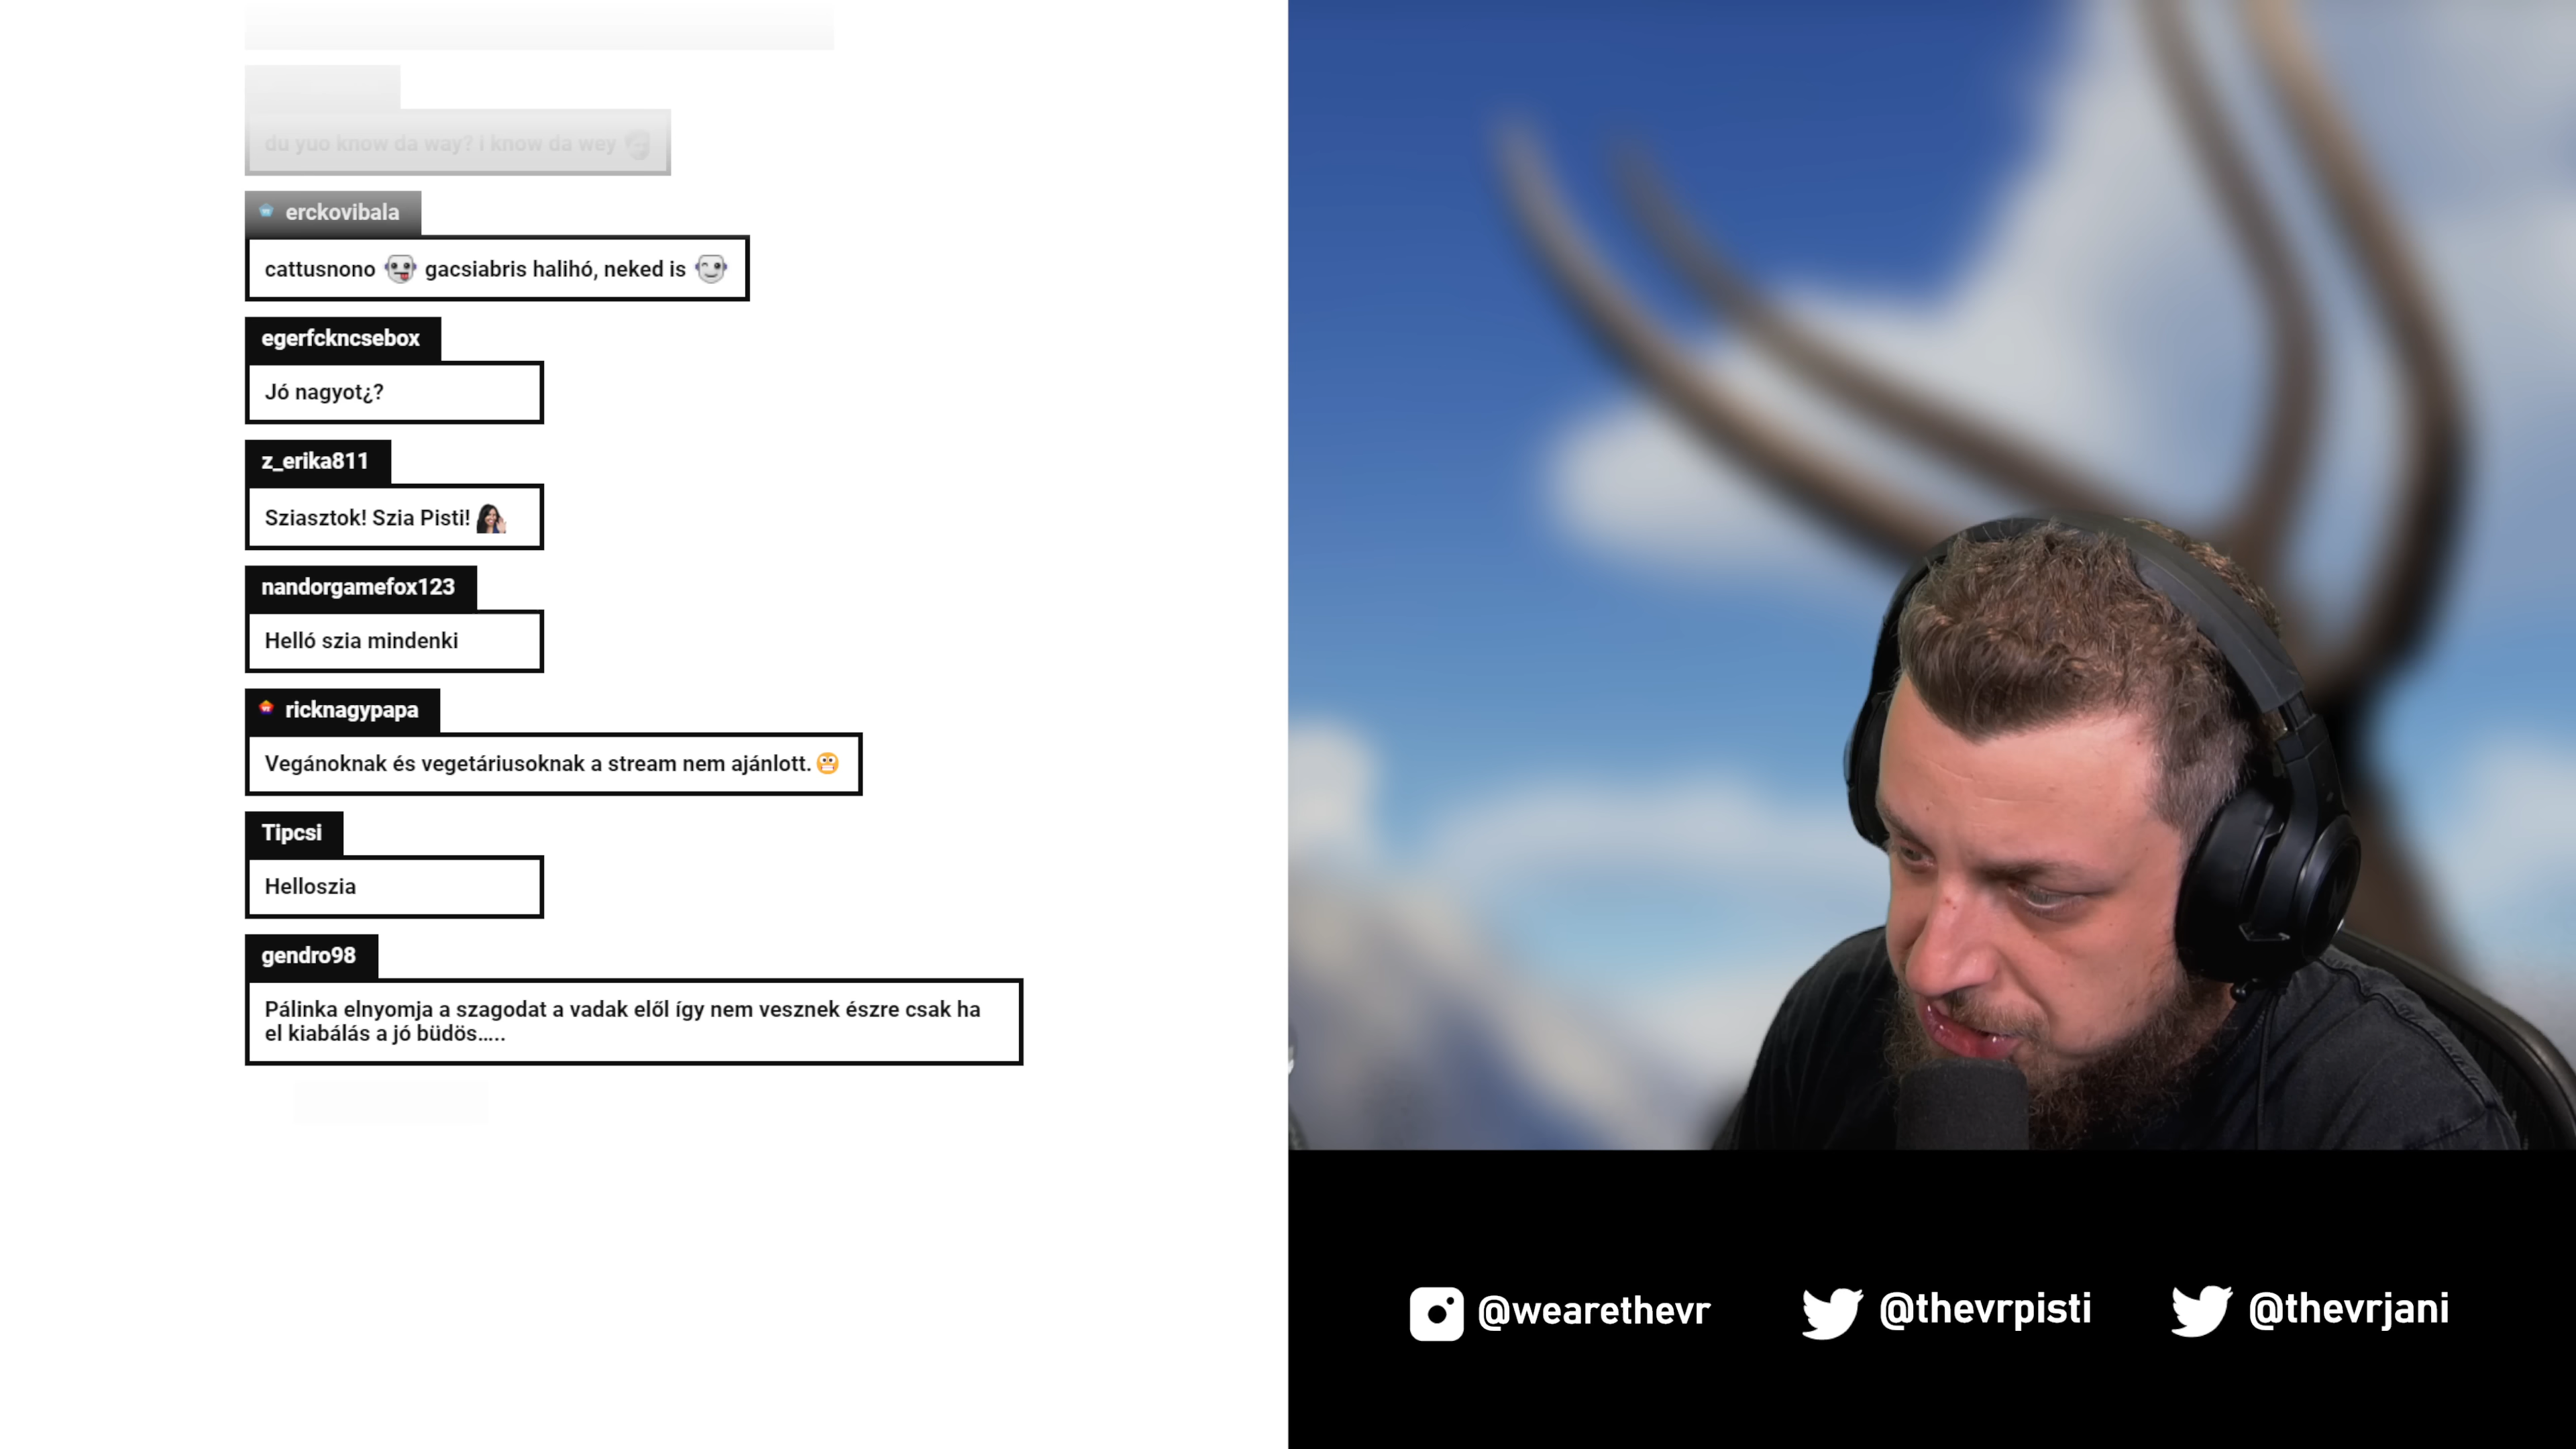 du yuo know da way? i know da wey
erckovibala
cattusnono gacsiabris halihó, neked is
egerfckncsebox
Jó nagyot¿?
z_erika811
Sziasztok! Szia Pisti!
nandorgamefox123
Helló szia mindenki
ricknagypapa
Vegánoknak és vegetáriusoknak a stream nem ajánlott.
Tipcsi
Helloszia
gendro98
Pálinka elnyomja a szagodat a vadak elől így nem vesznek észre csak ha
el kiabálás a jó büdös…..
@wearethevr
@thevrpisti
@thevrjani